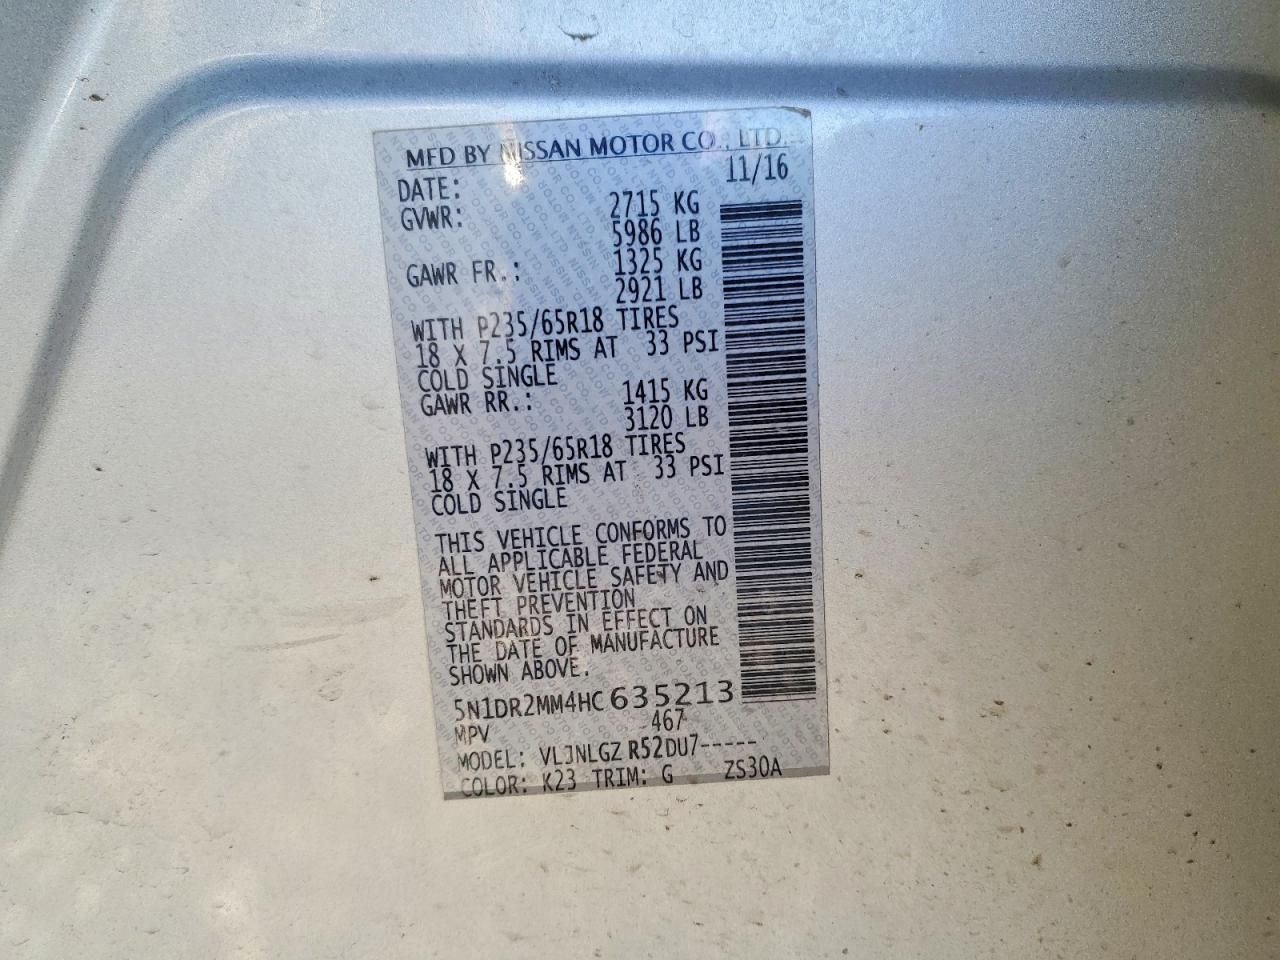 MFD BY NISSAN MOTOR CO., LTD.
DATE: 11/16
GVWR: 2715 KG
5986 LB
GAWR FR.: 1325 KG
2921 LB
WITH P235/65R18 TIRES
18 X 7.5 RIMS AT 33 PSI
COLD SINGLE
GAWR RR.: 1415 KG
3120 LB
WITH P235/65R18 TIRES
18 X 7.5 RIMS AT 33 PSI
COLD SINGLE
THIS VEHICLE CONFORMS TO
ALL APPLICABLE FEDERAL
MOTOR VEHICLE SAFETY AND
THEFT PREVENTION
STANDARDS IN EFFECT ON
THE DATE OF MANUFACTURE
SHOWN ABOVE.
5N1DR2MM4HC635213
MPV 467
MODEL: VLJNLGZ R52DU7-----
COLOR: K23 TRIM: G ZS30A